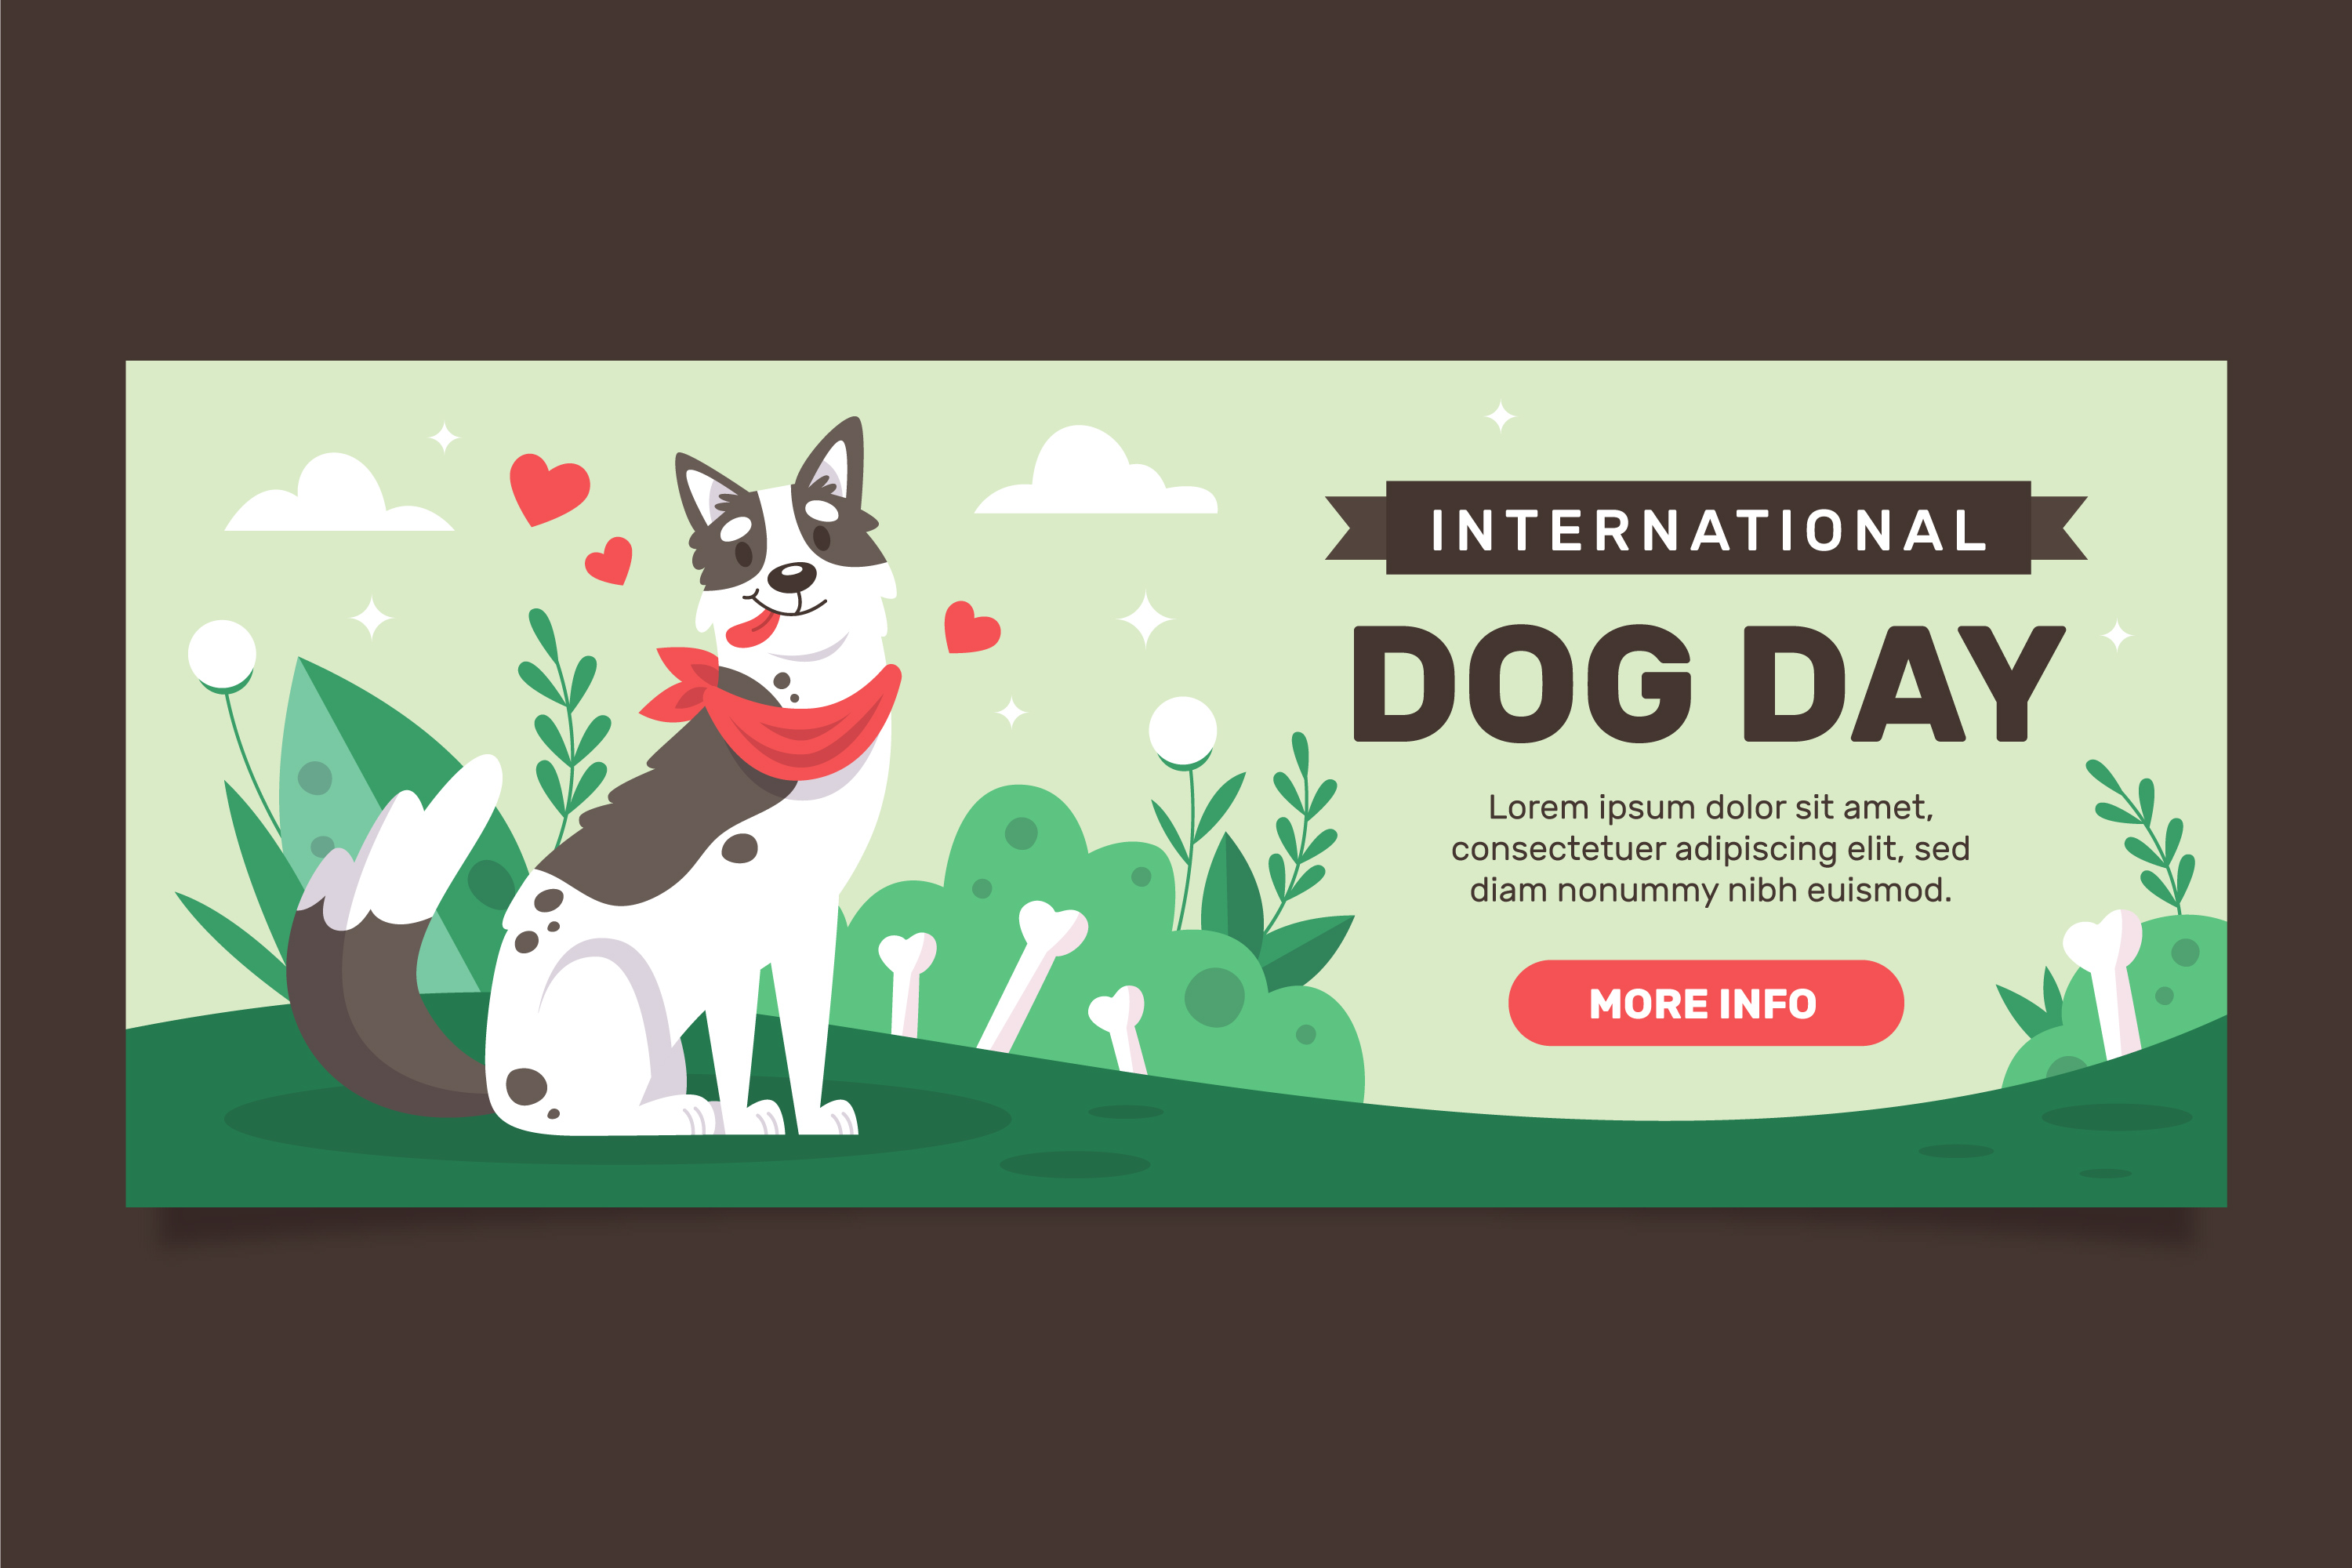 INTERNATIONAL
DOG DAY
Lorem ipsum dolor sit amet,
consectetuer adipiscing elit, sed
diam nonummy nibh euismod.
MORE INFO